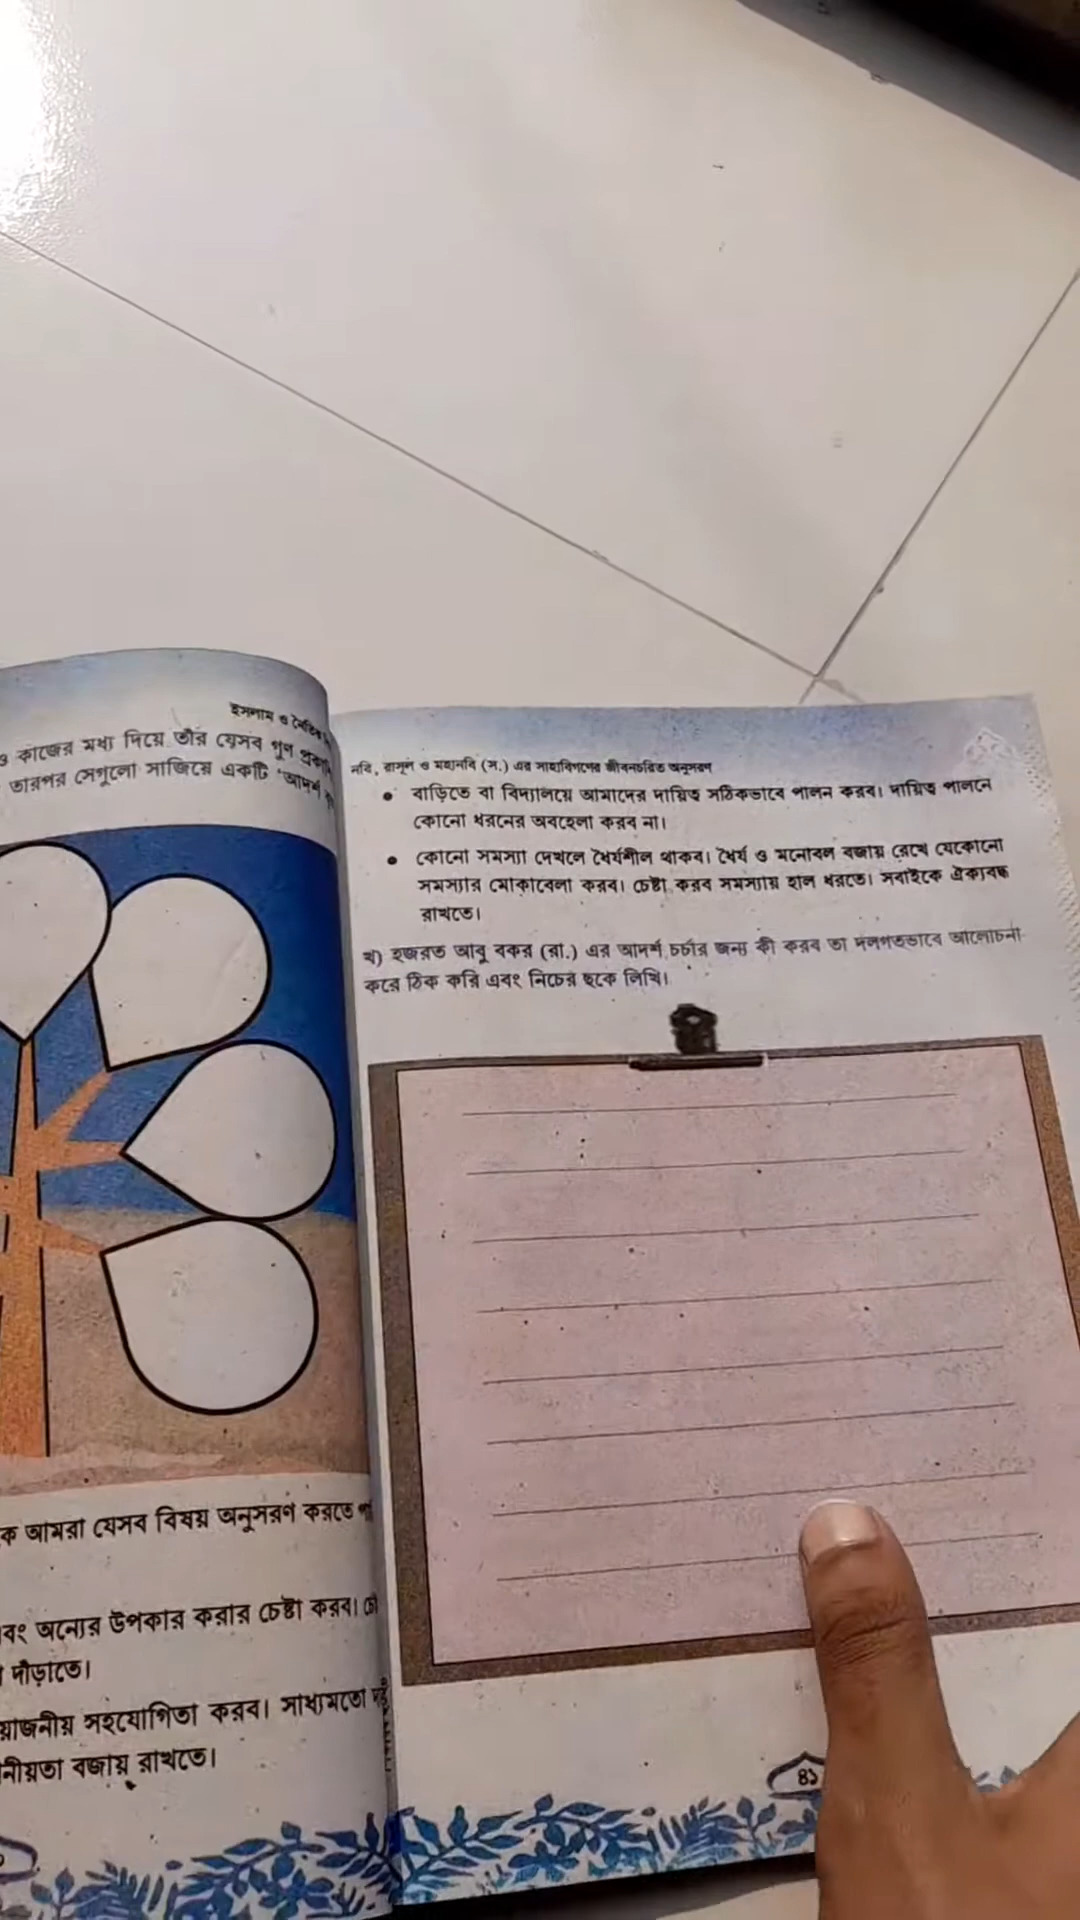 ইসলাম ও নৈতিক
ও কাজের মধ্য দিয়ে তাঁর যেসব গুণ
তারপর সেগুলো সাজিয়ে একটি 'আদর্শ
ক আমরা যেসব বিষয় অনুসরণ করতে
বং অন্যের উপকার করার চেষ্টা করব।
দাঁড়াতে।
য়োজনীয় সহযোগিতা করব। সাধ্যমতো
নীয়তা বজায় রাখতে।
নবি, রাসূল ও মহানবি (স.) এর সাহাবিগণের জীবনচরিত অনুসরণ
• বাড়িতে বা বিদ্যালয়ে আমাদের দায়িত্ব সঠিকভাবে পালন করব। দায়িত্ব পালনে
কোনো ধরনের অবহেলা করব না।
• কোনো সমস্যা দেখলে ধৈর্যশীল থাকব। ধৈর্য ও মনোবল বজায় রেখে যেকোনো
সমস্যার মোকাবেলা করব। চেষ্টা করব সমস্যায় হাল ধরতে। সবাইকে ঐক্যবদ্ধ
রাখতে।
খ) হজরত আবু বকর (রা.) এর আদর্শ চর্চার জন্য কী করব তা দলগতভাবে আলোচনা
করে ঠিক করি এবং নিচের ছকে লিখি।
৪১